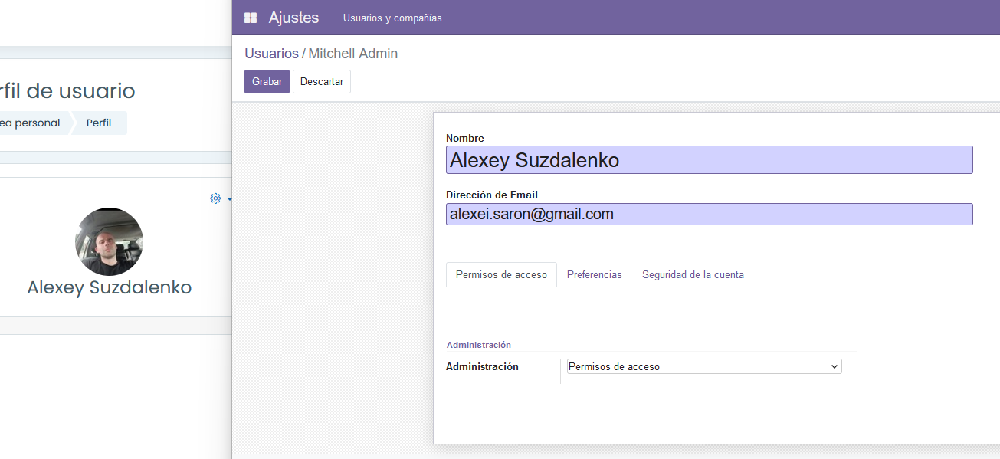 rfil de usuario
ea personal
Perfil
Alexey Suzdalenko
Ajustes
Usuarios y compañías
Usuarios / Mitchell Admin
Grabar
Descartar
Nombre
Alexey Suzdalenko
Dirección de Email
alexei.saron@gmail.com
Permisos de acceso
Preferencias
Seguridad de la cuenta
Administración
Administración
Permisos de acceso